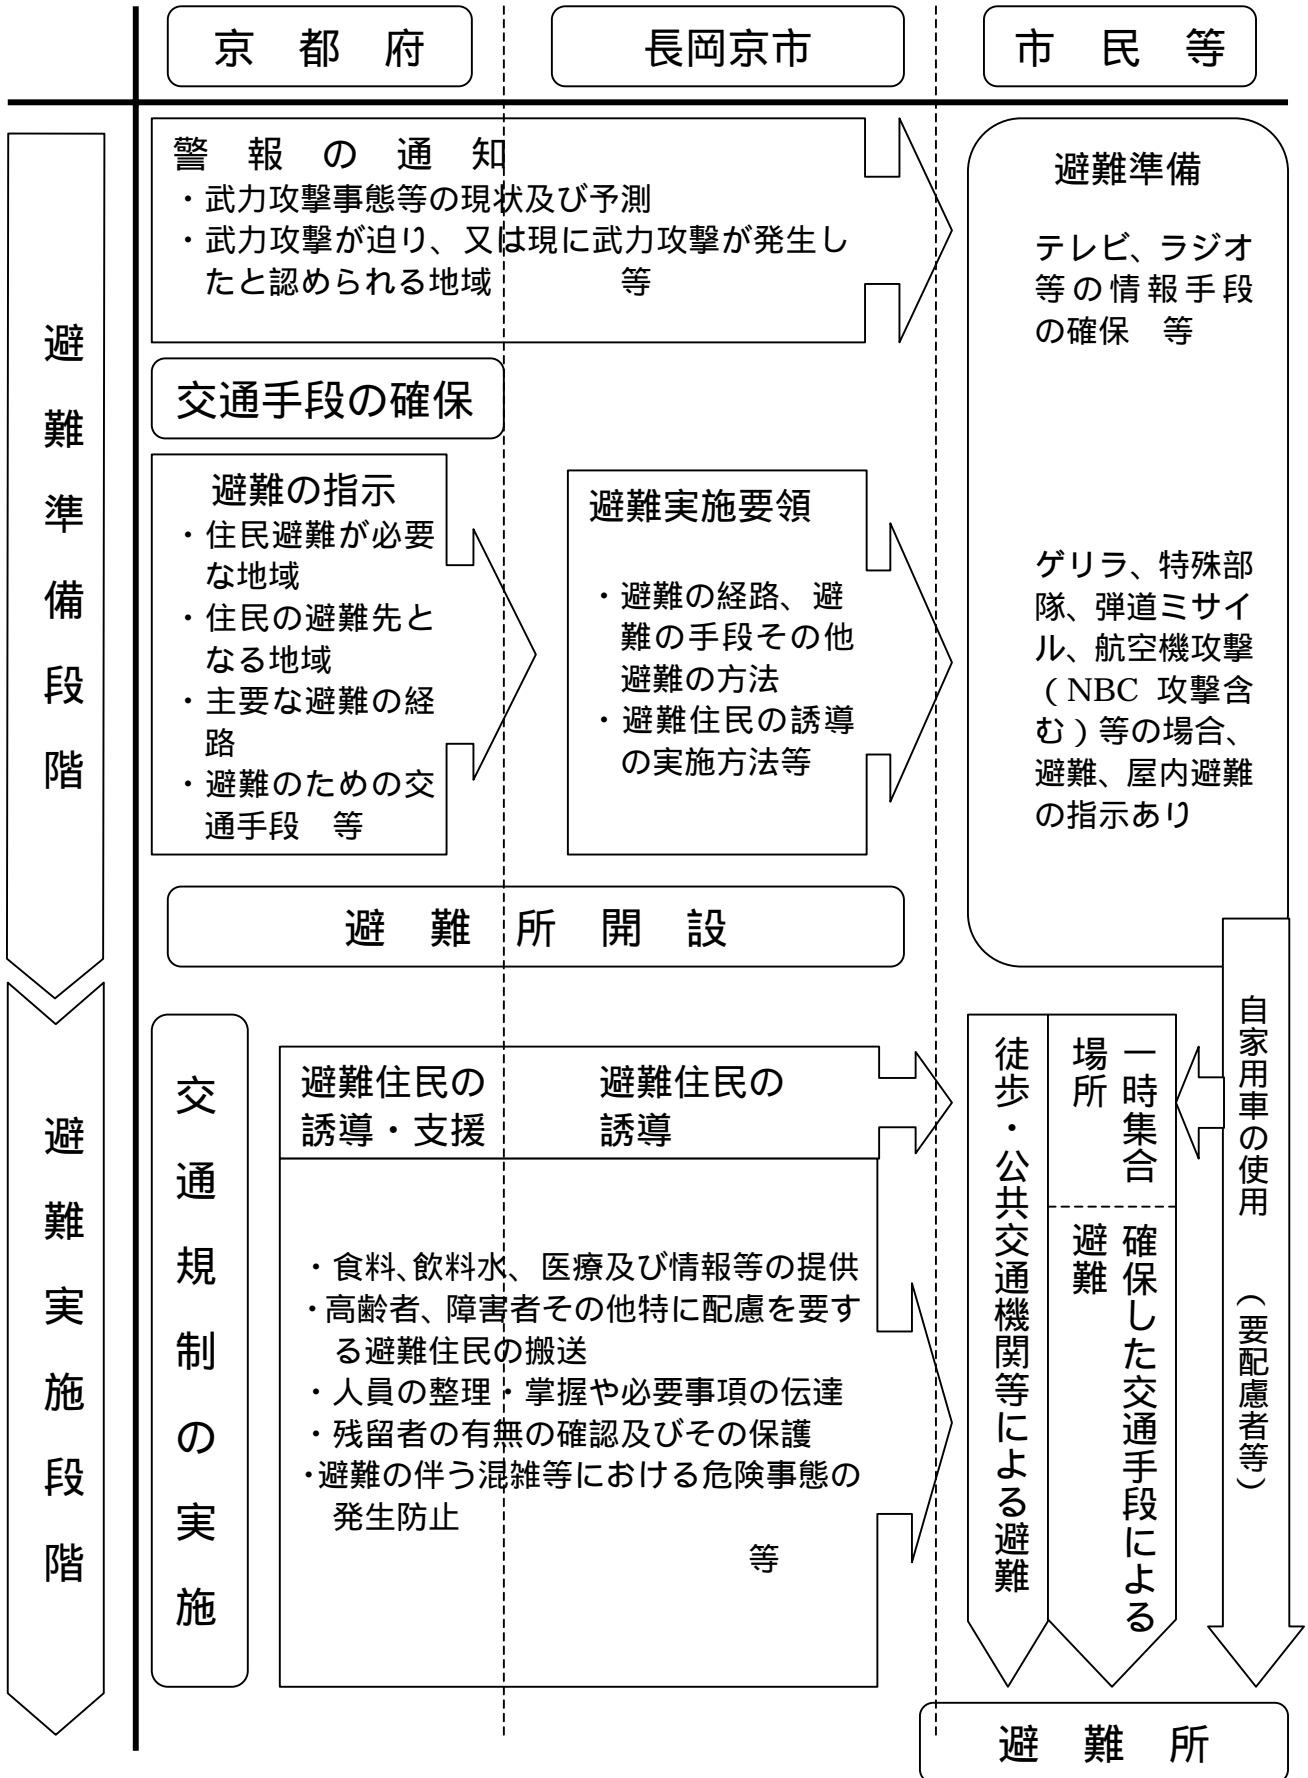 京 都 府
長岡京市
市 民 等
避難準備段階
警 報 の 通 知
・武力攻撃事態等の現状及び予測
・武力攻撃が迫り、又は現に武力攻撃が発生し
たと認められる地域 等
交通手段の確保
避難の指示
・住民避難が必要
な地域
・住民の避難先と
なる地域
・主要な避難の経
路
・避難のための交
通手段 等
避難実施要領
・避難の経路、避
難の手段その他
避難の方法
・避難住民の誘導
の実施方法等
避難準備
テレビ、ラジオ
等の情報手段
の確保 等
ゲリラ、特殊部
隊、弾道ミサイ
ル、航空機攻撃
（NBC 攻撃含
む）等の場合、
避難、屋内避難
の指示あり
避 難 所 開 設
避難実施段階
交通規制の実施
避難住民の
誘導・支援
避難住民の
誘導
・食料、飲料水、医療及び情報等の提供
・高齢者、障害者その他特に配慮を要す
る避難住民の搬送
・人員の整理・掌握や必要事項の伝達
・残留者の有無の確認及びその保護
・避難の伴う混雑等における危険事態の
発生防止
等
徒歩・公共交通機関等による避難
一時集合
場所
確保した交通手段による
避難
自家用車の使用 （要配慮者等）
避 難 所